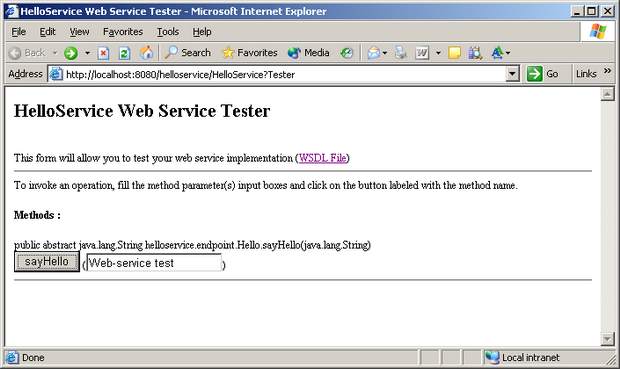 HelloService Web Service Tester - Microsoft Internet Explorer
File Edit View Favorites Tools Help
Back Search Favorites Media W
Address http://localhost:8080/helloservice/HelloService?Tester Go Links »
HelloService Web Service Tester
This form will allow you to test your web service implementation (WSDL File)
To invoke an operation, fill the method parameter(s) input boxes and click on the button labeled with the method name.
Methods :
public abstract java.lang.String helloservice.endpoint.Hello.sayHello(java.lang.String)
sayHello (Web-service test)
Done Local intranet